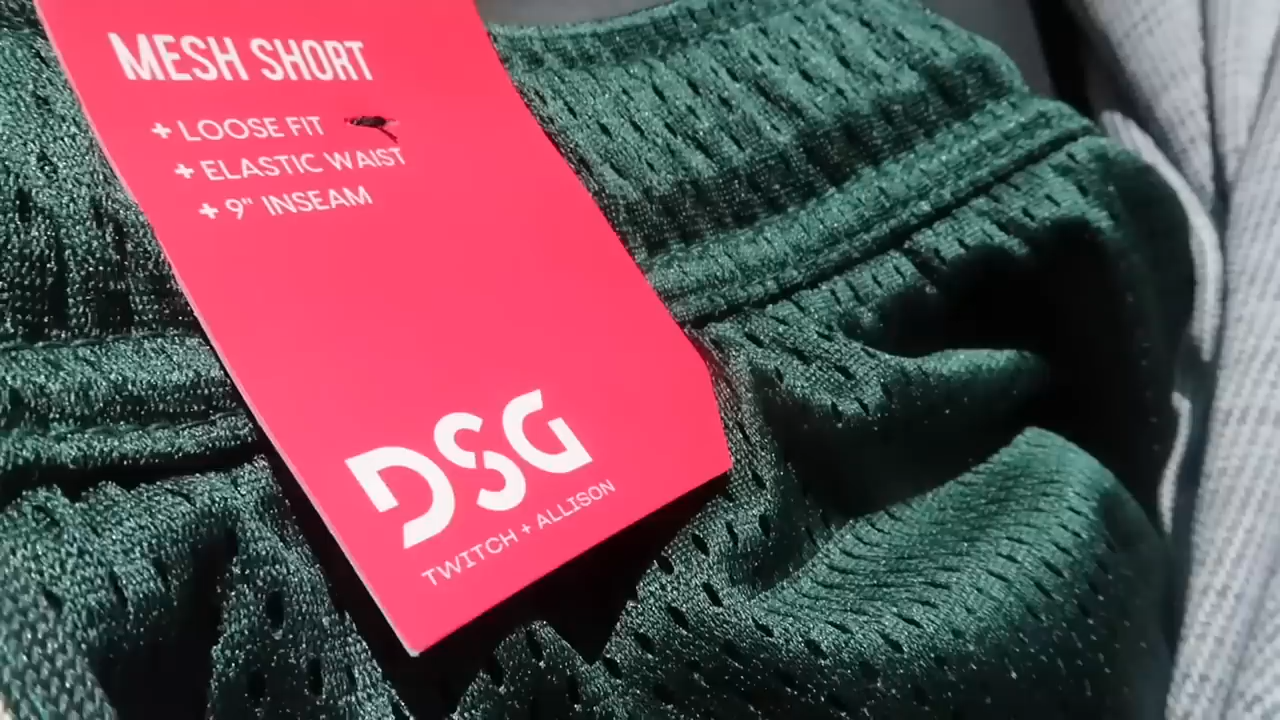 MESH SHORT
+ LOOSE FIT
+ ELASTIC WAIST
+ 9" INSEAM
DSG
TWITCH + ALLISON